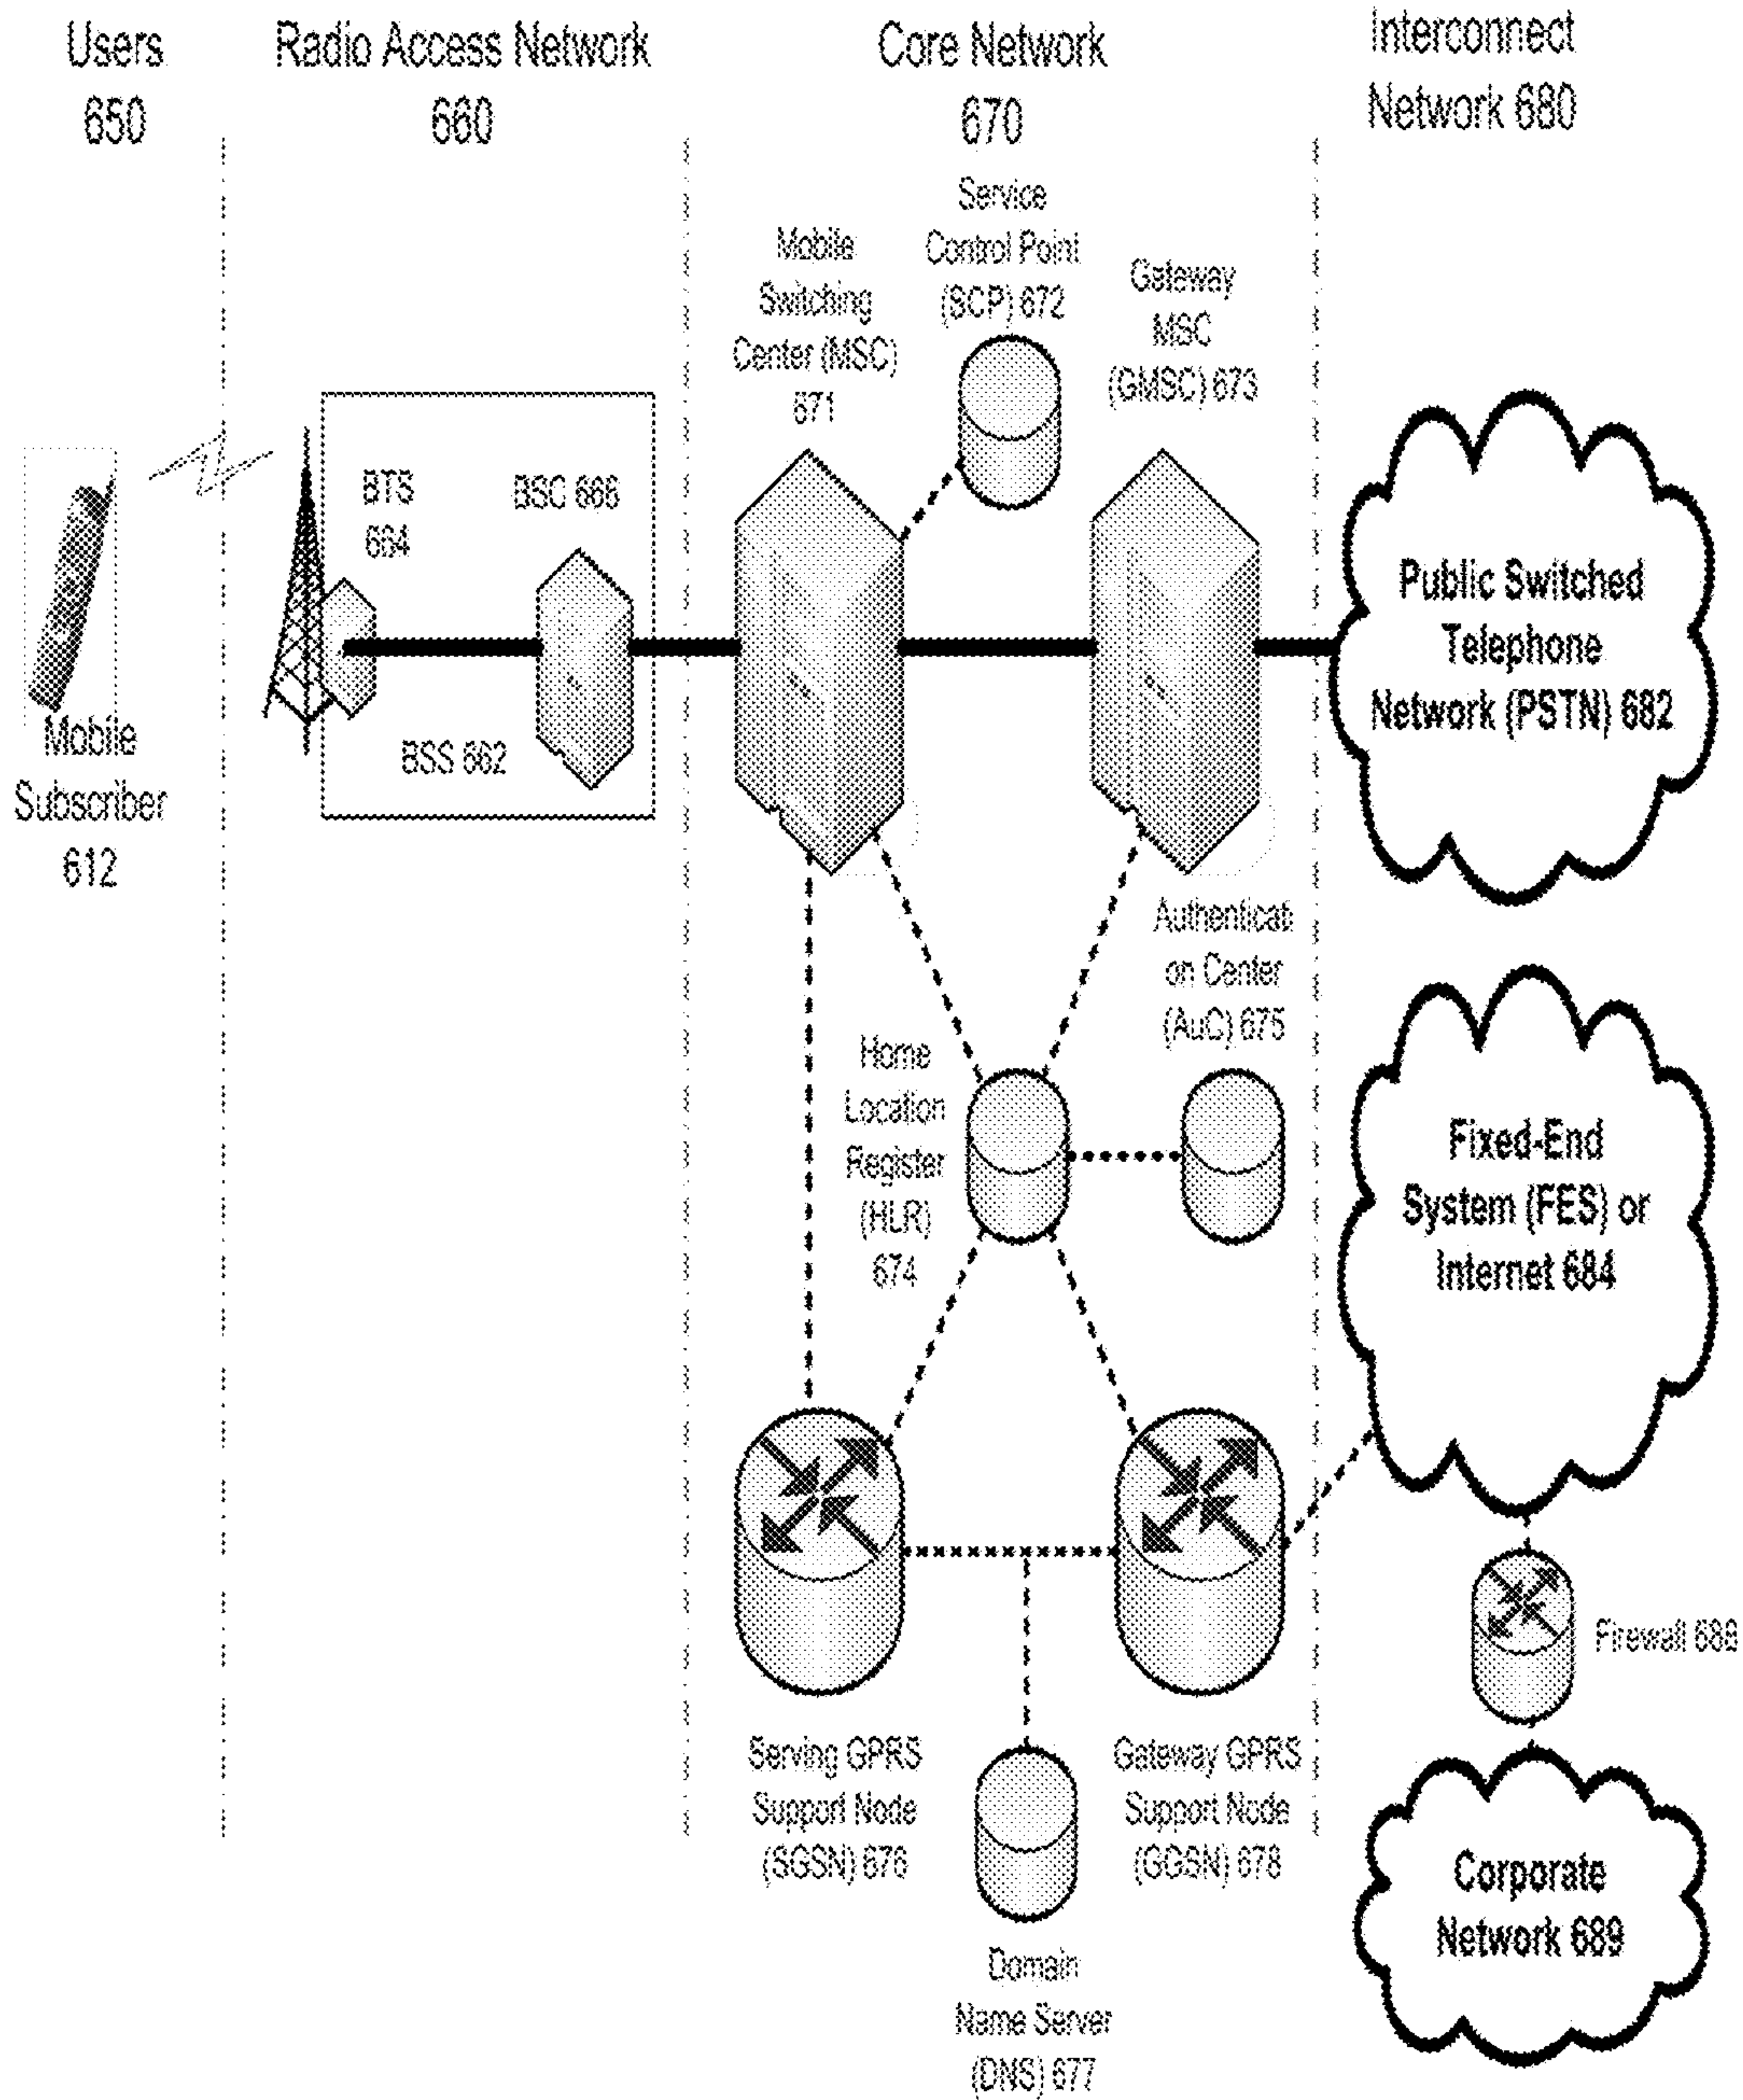 Users
650
Radio Access Network
660
Core Network
670
Interconnect
Network 680
Service
Control Point
(SCP) 672
Mobile
Switching
Center (MSC)
671
Gateway
MSC
(GMSC) 673
BTS
664
BSC 666
BSS 662
Mobile
Subscriber
612
Public Switched
Telephone
Network (PSTN) 682
Authenticati
on Center
(AuC) 675
Home
Location
Register
(HLR)
674
Fixed-End
System (FES) or
Internet 684
Firewall
Serving GPRS
Support Node
(SGSN) 676
Gateway GPRS
Support Node
(GGSN) 678
Corporate
Network 689
Domain
Name Server
(DNS) 677